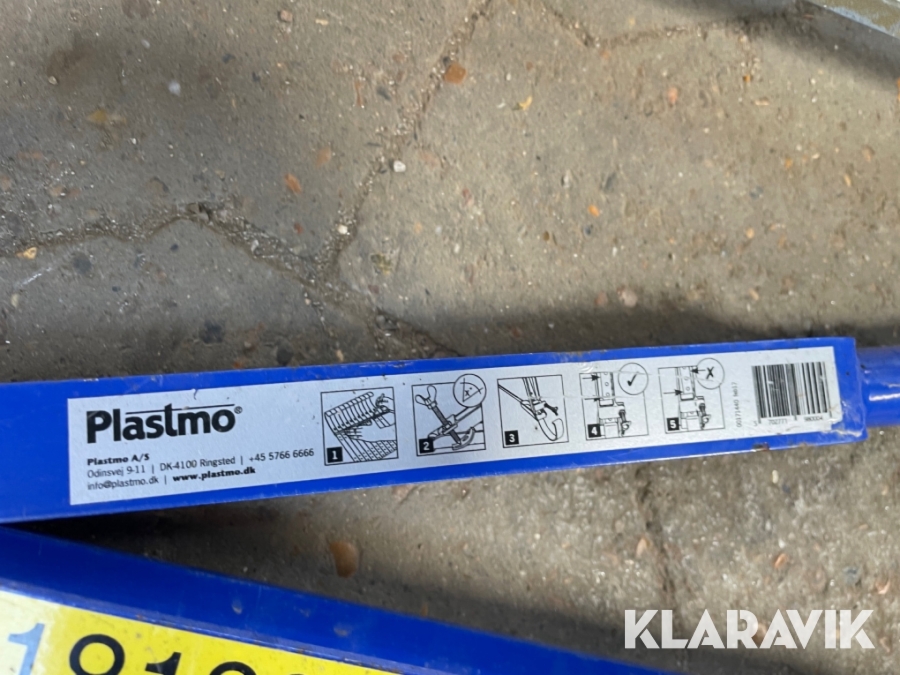 Plastmo®
Plastmo A/S
Odinsvej 9-11 | DK-4100 Ringsted | +45 5766 6666
info@plastmo.dk | www.plastmo.dk
1
2
3
4
5
KLARAVIK